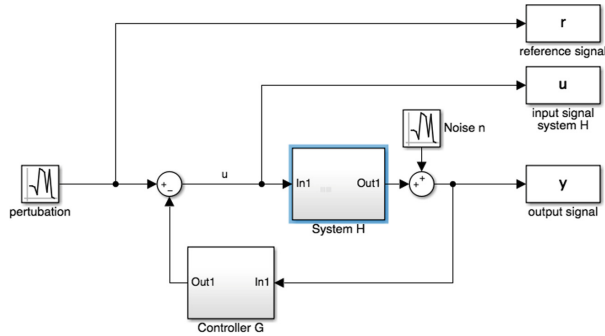 r
reference signal
u
input signal
system H
Noise n
u
In1
Out1
y
pertubation
System H
output signal
Out1
In1
Controller G